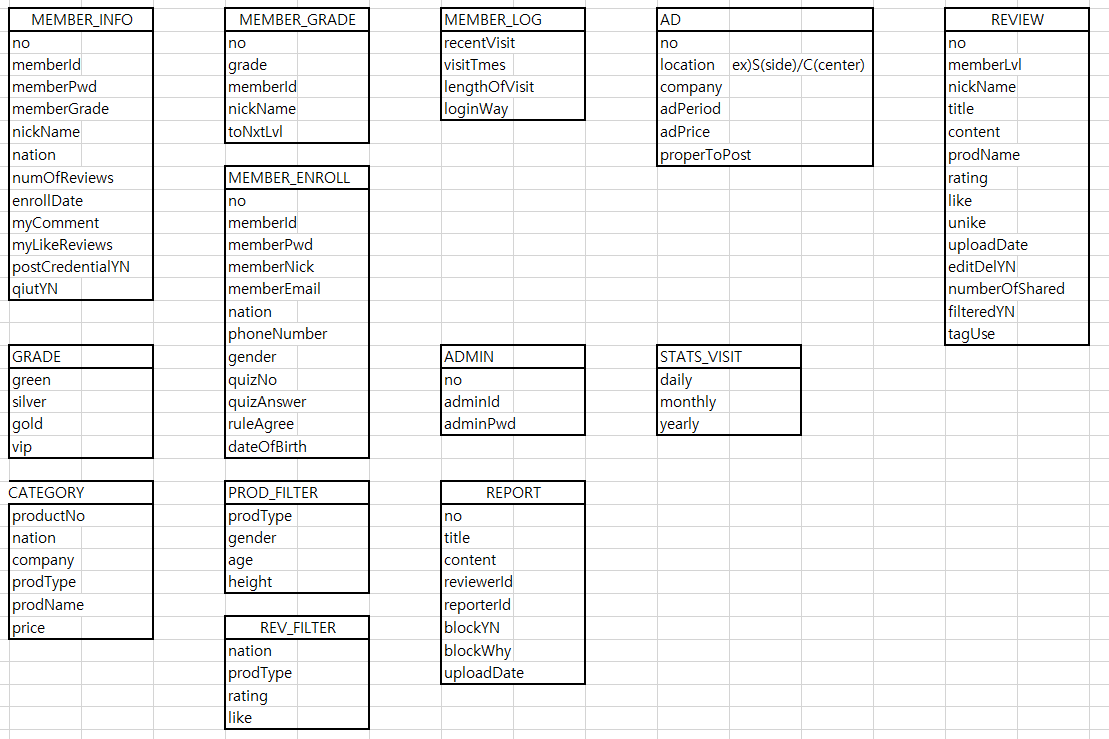 MEMBER_INFO
no
memberId
memberPwd
memberGrade
nickName
nation
numOfReviews
enrollDate
myComment
myLikeReviews
postCredentialYN
qiutYN
MEMBER_GRADE
no
grade
memberId
nickName
toNxtLvl
MEMBER_LOG
recentVisit
visitTmes
lengthOfVisit
loginWay
AD
no
location ex)S(side)/C(center)
company
adPeriod
adPrice
properToPost
REVIEW
no
memberLvl
nickName
title
content
prodName
rating
like
unike
uploadDate
editDelYN
numberOfShared
filteredYN
tagUse
MEMBER_ENROLL
no
memberId
memberPwd
memberNick
memberEmail
nation
phoneNumber
gender
quizNo
quizAnswer
ruleAgree
dateOfBirth
GRADE
green
silver
gold
vip
ADMIN
no
adminId
adminPwd
STATS_VISIT
daily
monthly
yearly
CATEGORY
productNo
nation
company
prodType
prodName
price
PROD_FILTER
prodType
gender
age
height
REPORT
no
title
content
reviewerId
reporterId
blockYN
blockWhy
uploadDate
REV_FILTER
nation
prodType
rating
like